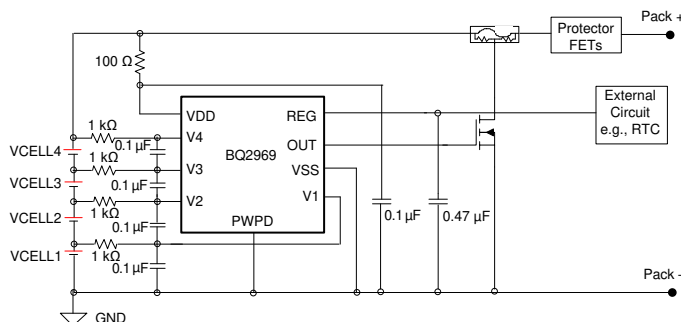 Pack +
Protector
FETs
100 Ω
VDD
REG
External
Circuit
e.g., RTC
1 kΩ
0.1 µF
V4
VCELL4
OUT
BQ2969
1 kΩ
V3
VSS
VCELL3
0.1 µF
1 kΩ
V2
V1
VCELL2
0.1 µF
0.47 µF
0.1 µF
PWPD
VCELL1
1 kΩ
0.1 µF
Pack –
GND